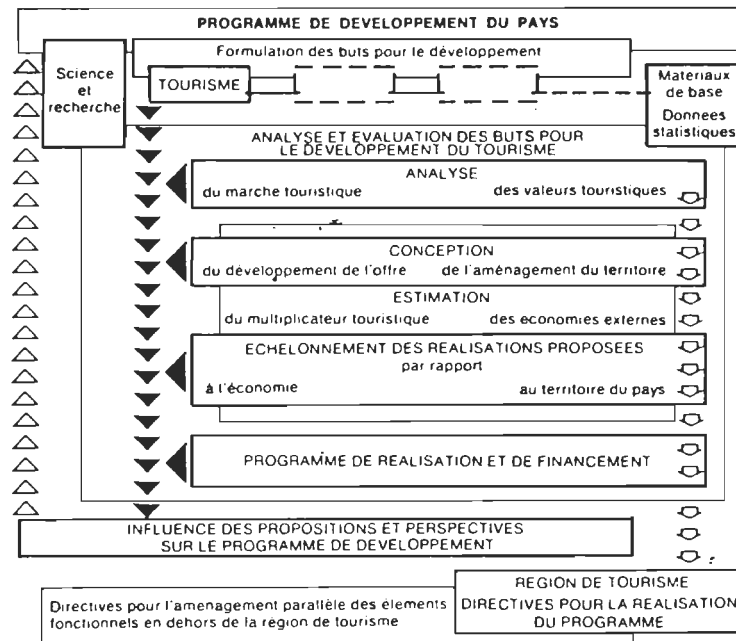 PROGRAMME DE DEVELOPPEMENT DU PAYS
Formulation des buts pour le développement
Science
et
recherche
TOURISME
Materiaux
de base
Donnees
statistiques
ANALYSE ET EVALUATION DES BUTS POUR
LE DEVELOPPEMENT DU TOURISME
ANALYSE
du marche touristique des valeurs touristiques
CONCEPTION
du développement de l'offre de l'aménagement du territoire
ESTIMATION
du multiplicateur touristique des economies externes
ECHELONNEMENT DES REALISATIONS PROPOSEES
par rapport
à l'économie au territoire du pays
PROGRAMME DE REALISATION ET DE FINANCEMENT
INFLUENCE DES PROPOSITIONS ET PERSPECTIVES
SUR LE PROGRAMME DE DEVELOPPEMENT
REGION DE TOURISME
DIRECTIVES POUR LA REALISATION
DU PROGRAMME
Directives pour l'amenagement parallèle des élements
fonctionnels en dehors de la région de tourisme